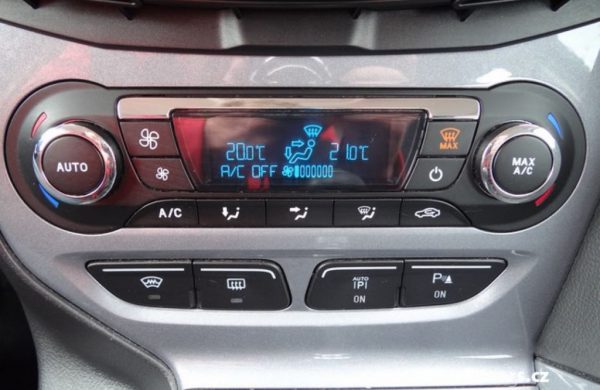 AUTO
20.0°C 21.0°C
A/C OFF
MAX
MAX
A/C
A/C
AUTO
P
ON
P
ON